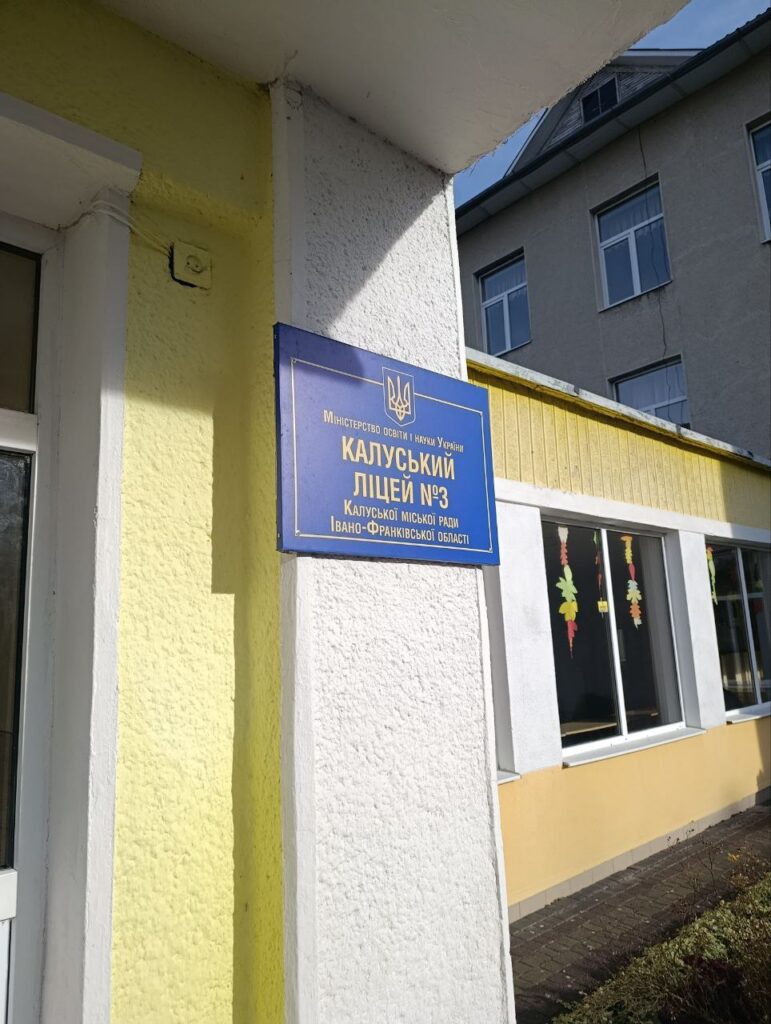 Міністерство освіти і науки України
КАЛУСЬКИЙ
ЛІЦЕЙ №3
Калуської міської ради
Івано-Франківської області